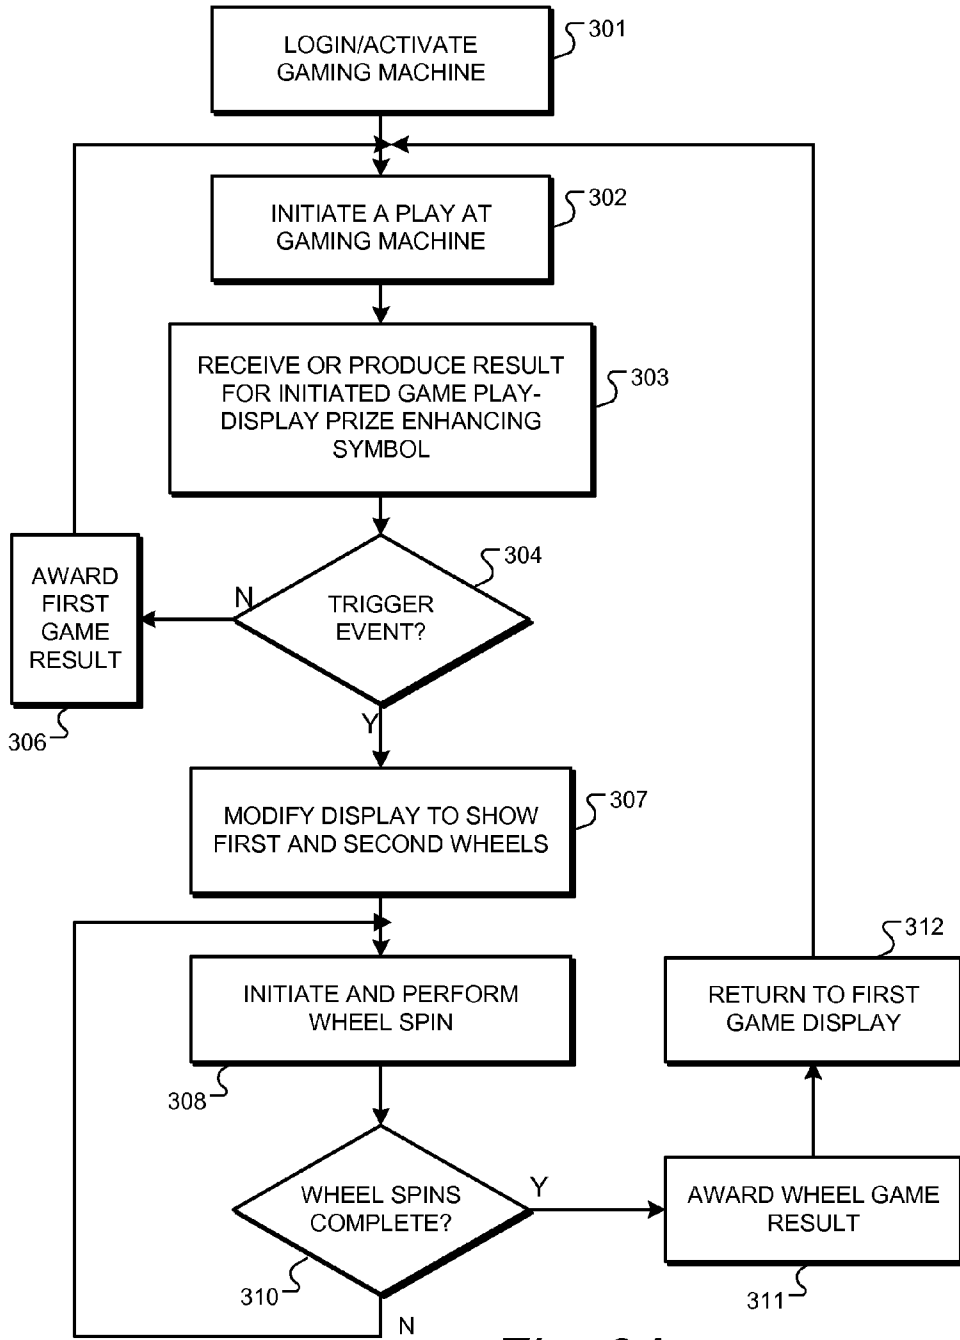 LOGIN/ACTIVATE
GAMING MACHINE
301
INITIATE A PLAY AT
GAMING MACHINE
302
RECEIVE OR PRODUCE RESULT
FOR INITIATED GAME PLAY-
DISPLAY PRIZE ENHANCING
SYMBOL
303
304
TRIGGER
EVENT?
N
Y
AWARD
FIRST
GAME
RESULT
306
MODIFY DISPLAY TO SHOW
FIRST AND SECOND WHEELS
307
INITIATE AND PERFORM
WHEEL SPIN
308
WHEEL SPINS
COMPLETE?
310
Y
N
AWARD WHEEL GAME
RESULT
311
RETURN TO FIRST
GAME DISPLAY
312